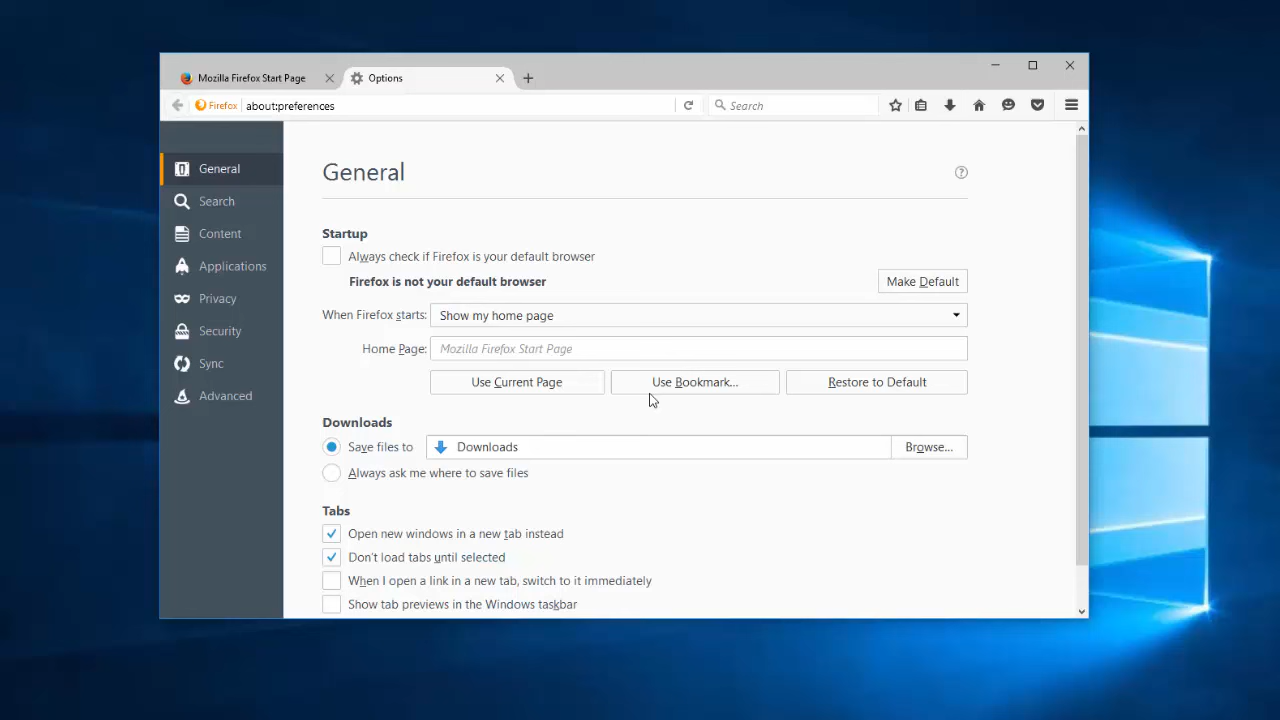 Mozilla Firefox Start Page
Options
Firefox
about:preferences
Search
General
Search
Content
Applications
Privacy
Security
Sync
Advanced
General
?
Startup
Always check if Firefox is your default browser
Firefox is not your default browser
Make Default
When Firefox starts:
Show my home page
Home Page:
Mozilla Firefox Start Page
Use Current Page
Use Bookmark...
Restore to Default
Downloads
Save files to
Downloads
Browse...
Always ask me where to save files
Tabs
Open new windows in a new tab instead
Don't load tabs until selected
When I open a link in a new tab, switch to it immediately
Show tab previews in the Windows taskbar